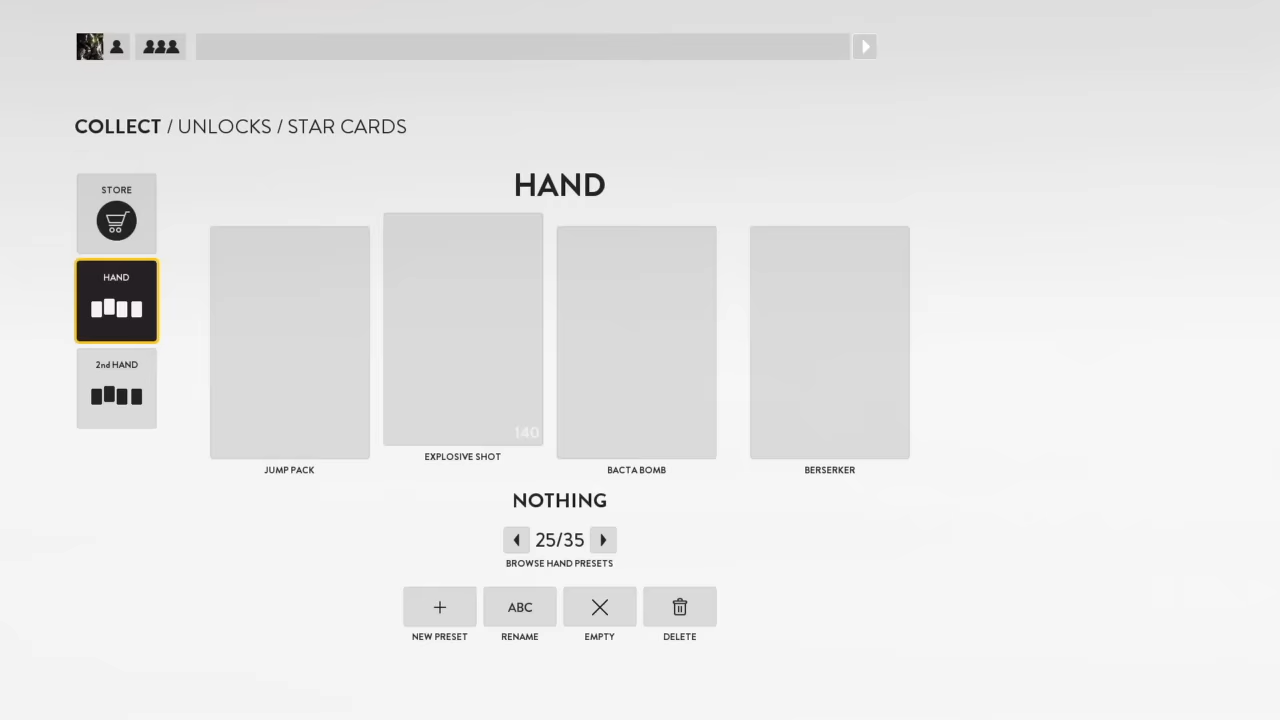 COLLECT / UNLOCKS / STAR CARDS
STORE
HAND
2nd HAND
HAND
140
JUMP PACK
EXPLOSIVE SHOT
BACTA BOMB
BERSERKER
NOTHING
25/35
BROWSE HAND PRESETS
ABC
NEW PRESET
RENAME
EMPTY
DELETE